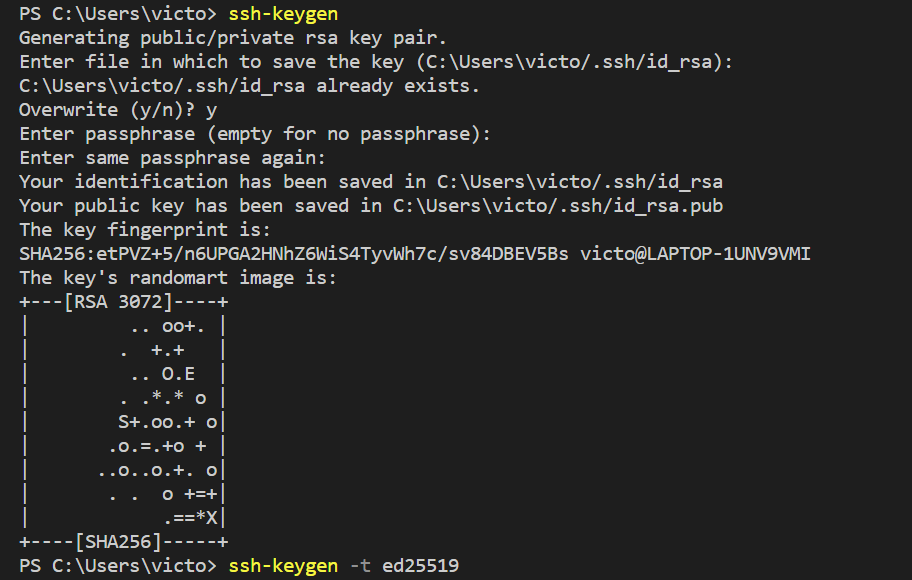 PS C:\Users\victo> ssh-keygen
Generating public/private rsa key pair.
Enter file in which to save the key (C:\Users\victo/.ssh/id_rsa):
C:\Users\victo/.ssh/id_rsa already exists.
Overwrite (y/n)? y
Enter passphrase (empty for no passphrase):
Enter same passphrase again:
Your identification has been saved in C:\Users\victo/.ssh/id_rsa
Your public key has been saved in C:\Users\victo/.ssh/id_rsa.pub
The key fingerprint is:
SHA256:etPVZ+5/n6UPGA2HNhZ6WiS4TyvWh7c/sv84DBEV5Bs victo@LAPTOP-1UNV9VMI
The key's randomart image is:
+---[RSA 3072]----+
|         .. oo+. |
|        .  +.+   |
|         .. O.E  |
|        . .*.* o |
|        S+.oo.+ o|
|       .o.=.+o + |
|      ..o..o.+. o|
|       . .  o +=+|
|            .==*X|
+----[SHA256]-----+
PS C:\Users\victo> ssh-keygen -t ed25519